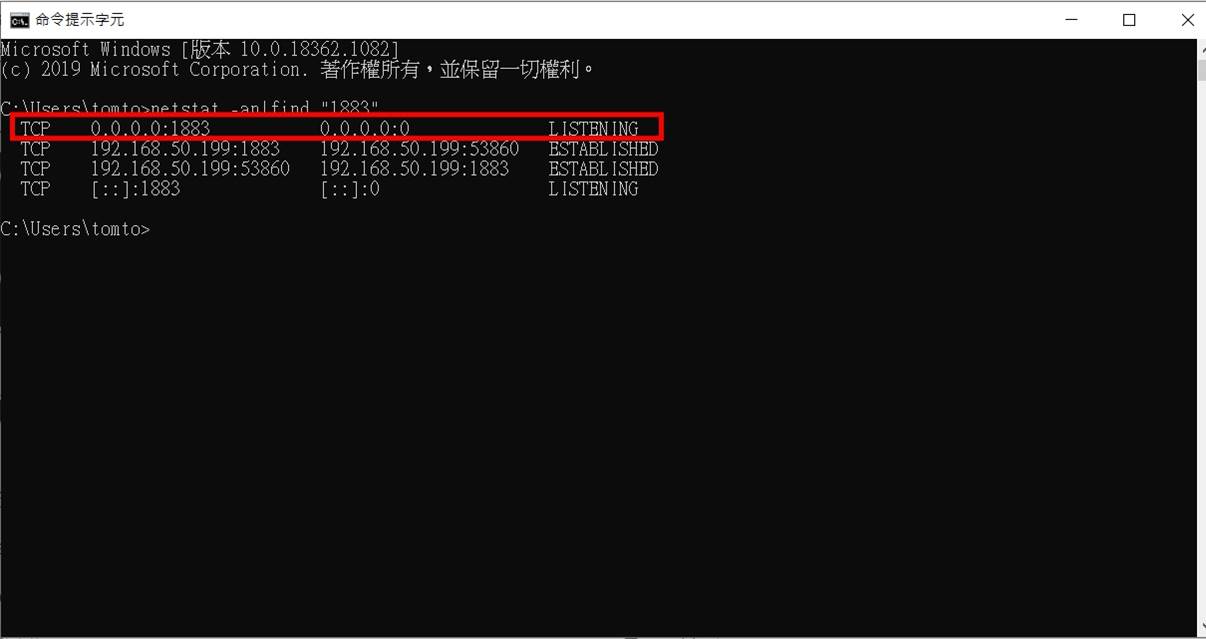 命令提示字元
Microsoft Windows [版本 10.0.18362.1082]
(c) 2019 Microsoft Corporation. 著作權所有，並保留一切權利。
C:\Users\tomto>netstat -an|find "1883"
TCP 0.0.0.0:1883 0.0.0.0:0 LISTENING
TCP 192.168.50.199:1883 192.168.50.199:53860 ESTABLISHED
TCP 192.168.50.199:53860 192.168.50.199:1883 ESTABLISHED
TCP [::]:1883 [::]:0 LISTENING
C:\Users\tomto>